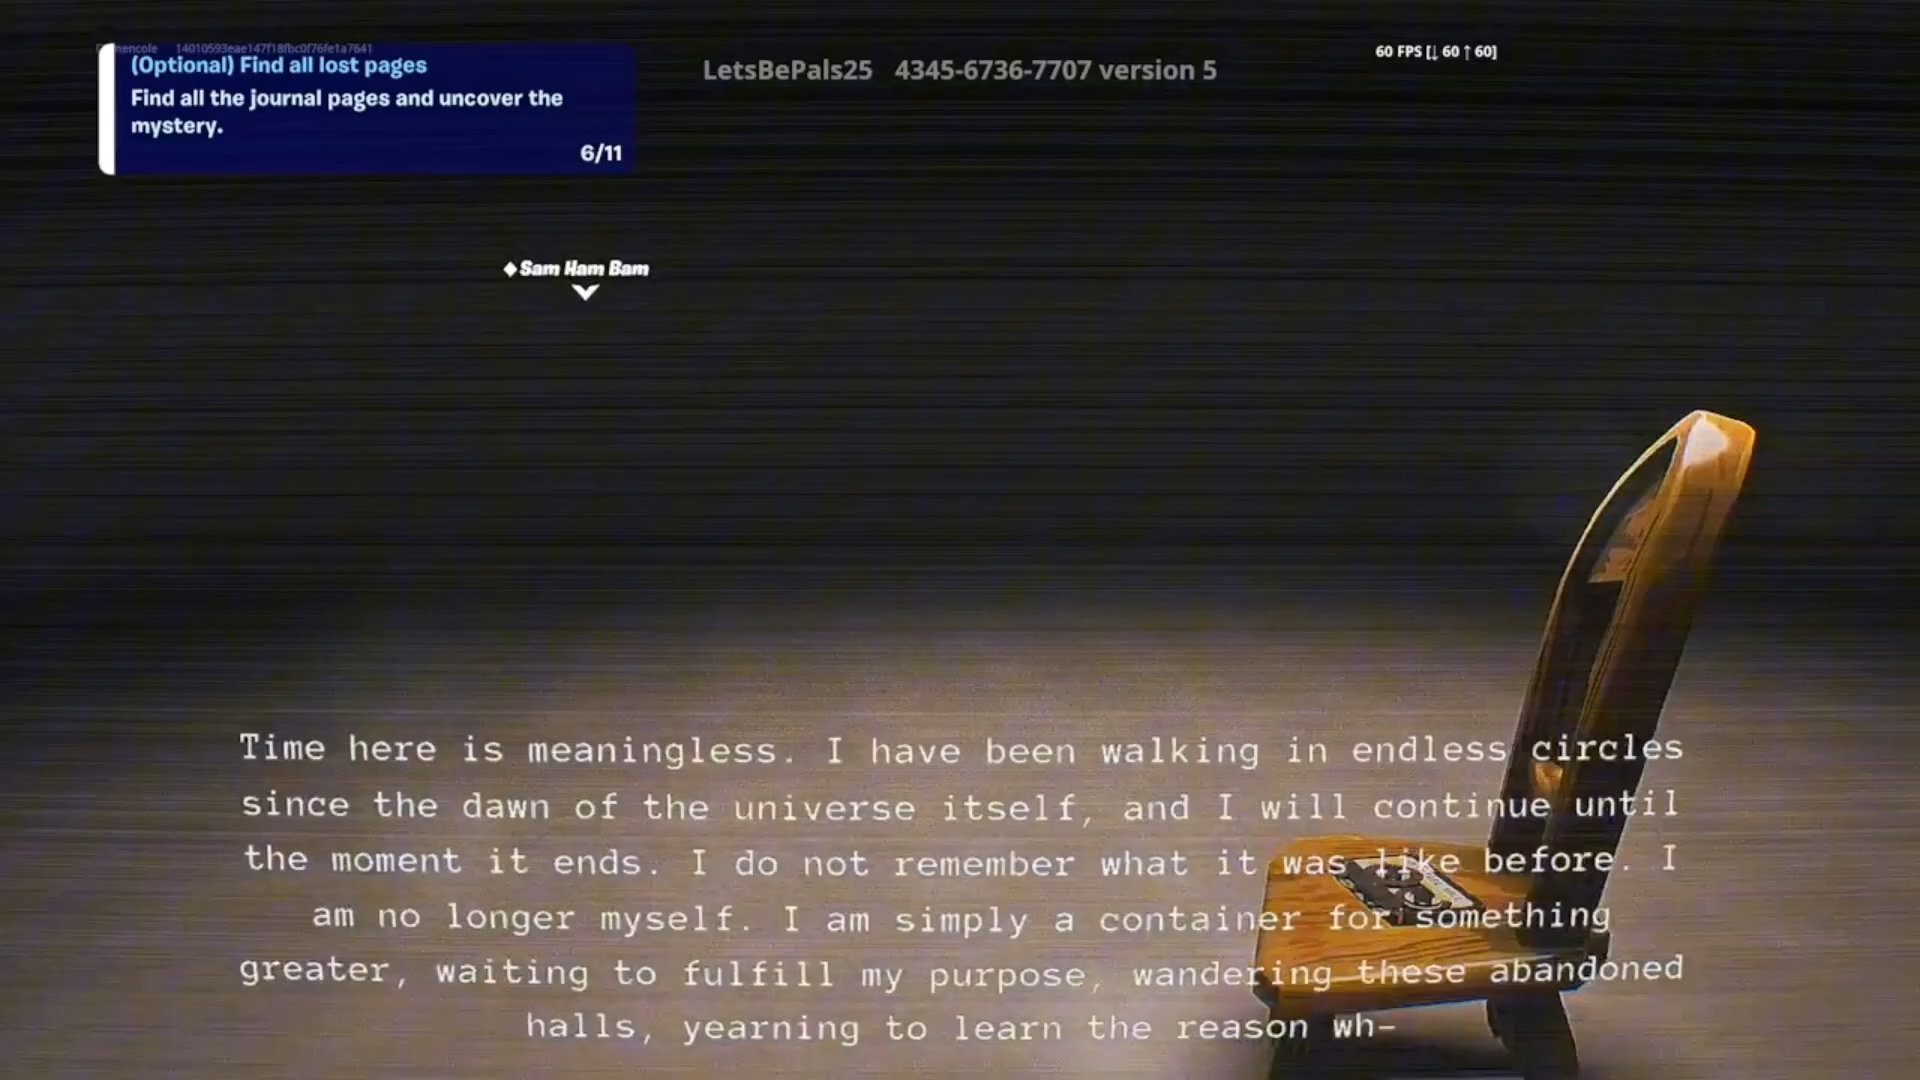 14010593eae147f18fbc0f76fe1a7641
(Optional) Find all lost pages
Find all the journal pages and uncover the
mystery.
6/11
LetsBePals25 4345-6736-7707 version 5
60 FPS [↓ 60 ↑ 60]
Sam Ham Bam
Time here is meaningless. I have been walking in endless circles
since the dawn of the universe itself, and I will continue until
the moment it ends. I do not remember what it was like before. I
am no longer myself. I am simply a container for something
greater, waiting to fulfill my purpose, wandering these abandoned
halls, yearning to learn the reason wh-